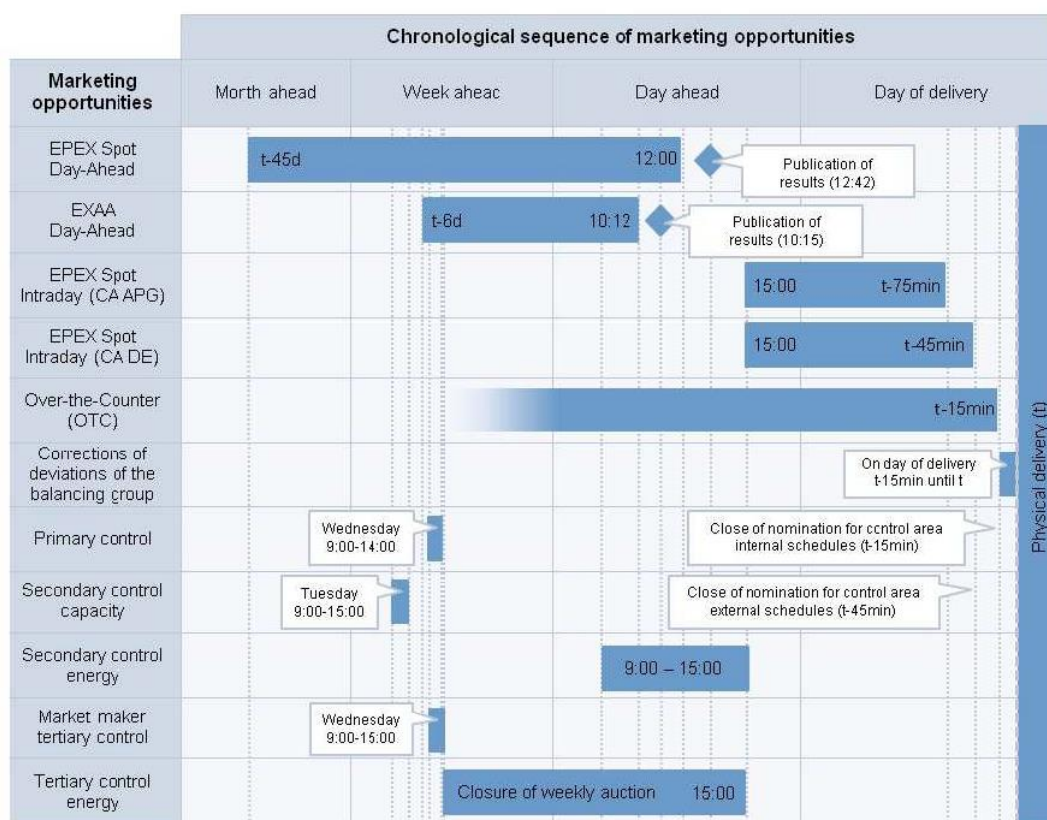 Chronological sequence of marketing opportunities
Marketing
opportunities
Morth ahead
Week aheac
Day ahead
Day of delivery
EPEX Spot
Day-Ahead
t-45d
12:00
Publication of
results (12:42)
EXAA
Day-Ahead
t-6d
10:12
Publication of
results (10:15)
EPEX Spot
Intraday (CA APG)
15:00
t-75min
EPEX Spot
Intraday (CA DE)
15:00
t-45min
Over-the-Counter
(OTC)
t-15min
Corrections of
deviations of the
balancing group
On day of delivery
t-15min until t
Primary control
Wednesday
9:00-14:00
Close of nomination for control area
internal schedules (t-15min)
Secondary control
capacity
Tuesday
9:00-15:00
Close of nomination for control area
external schedules (t-45min)
Secondary control
energy
9:00 – 15:00
Market maker
tertiary control
Wednesday
9:00-15:00
Tertiary control
energy
Closure of weekly auction
15:00
Physical delivery (t)